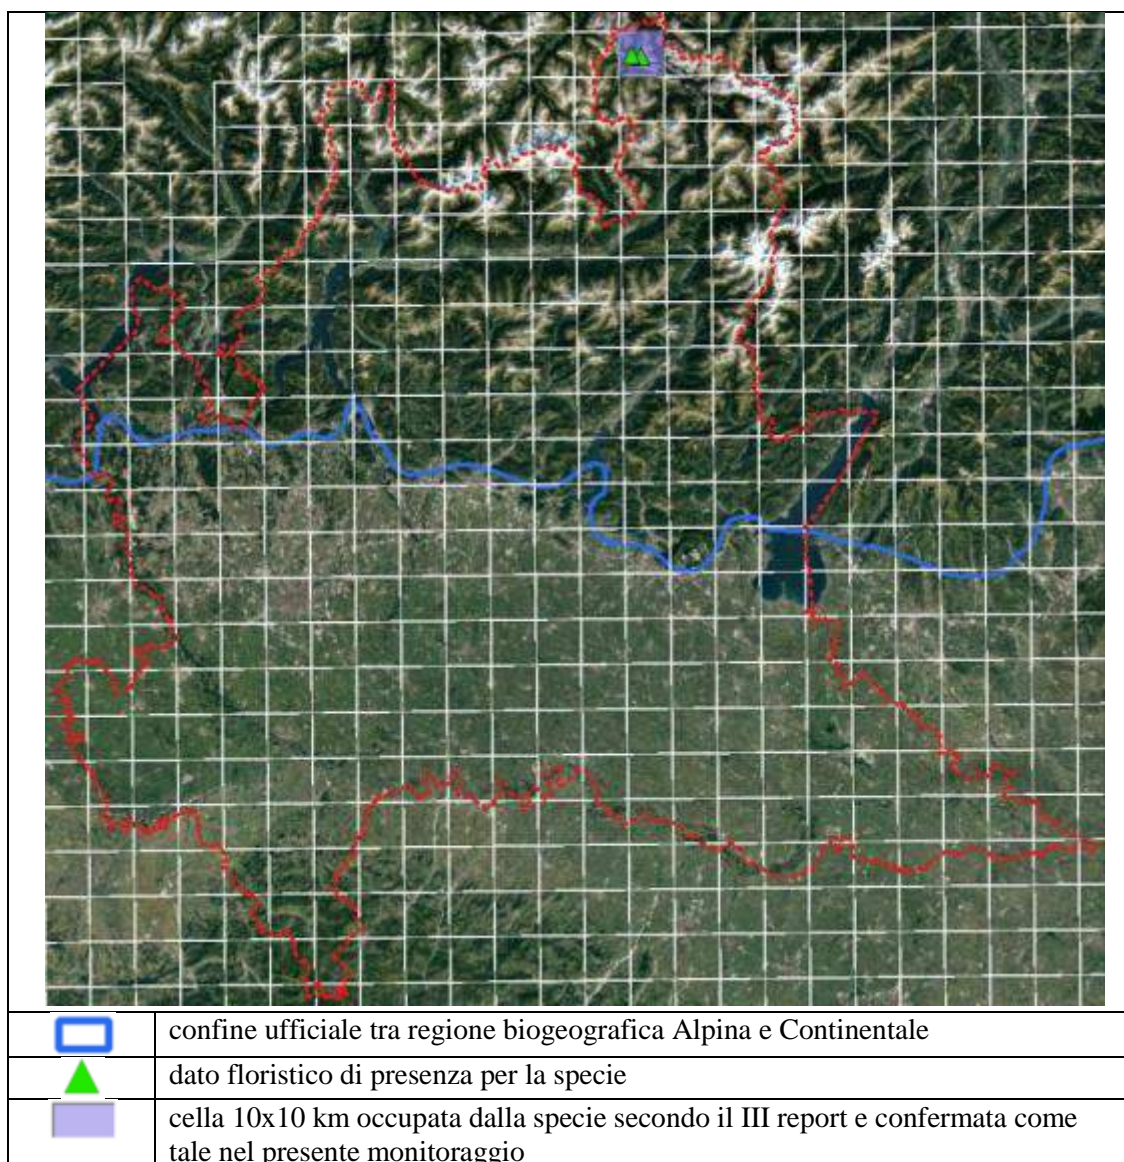 confine ufficiale tra regione biogeografica Alpina e Continentale
dato floristico di presenza per la specie
cella 10x10 km occupata dalla specie secondo il III report e confermata come
tale nel presente monitoraggio